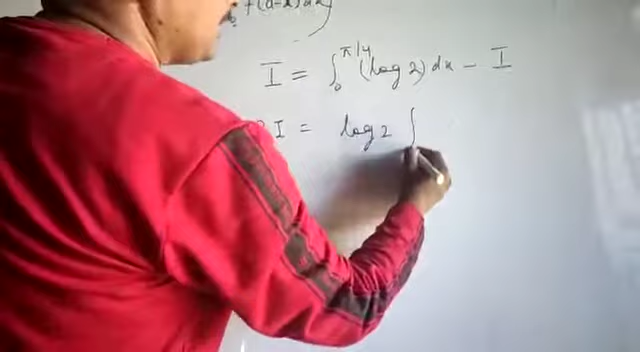 f(a-x)dx}
I = ∫₀^π/4 (log 2) dx - I
2I = log 2 ∫